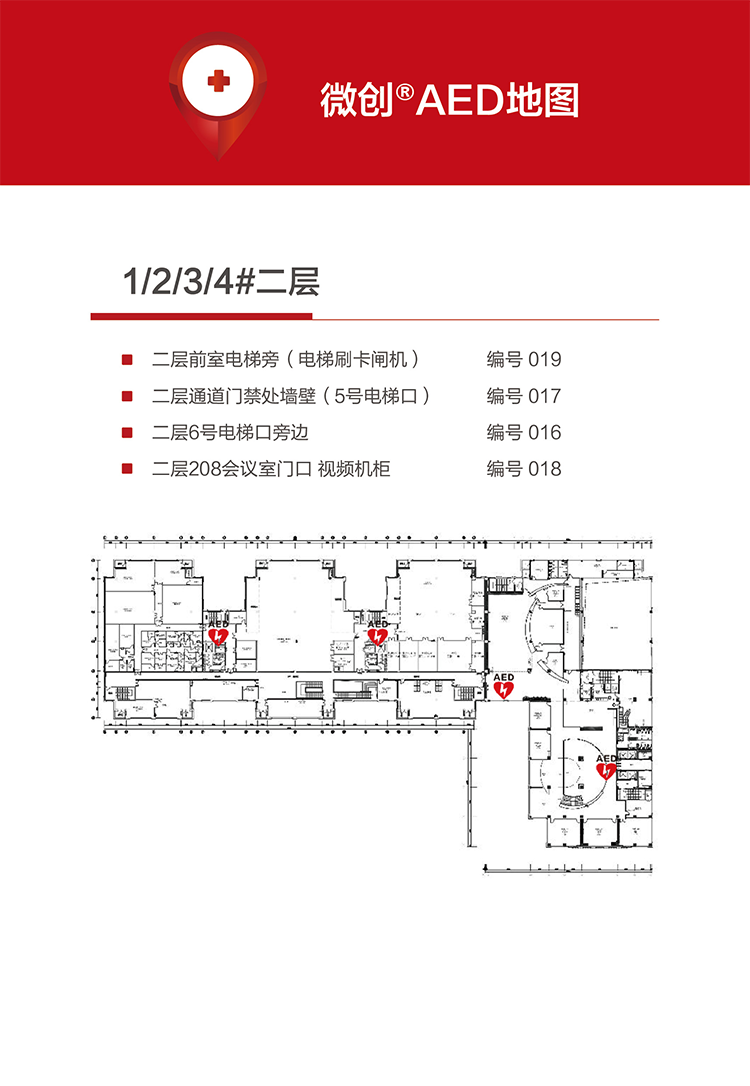 微创®AED地图
1/2/3/4#二层
二层前室电梯旁（电梯刷卡闸机） 编号 019
二层通道门禁处墙壁（5号电梯口） 编号 017
二层6号电梯口旁边 编号 016
二层208会议室门口 视频机柜 编号 018
AED
AED
AED
AED